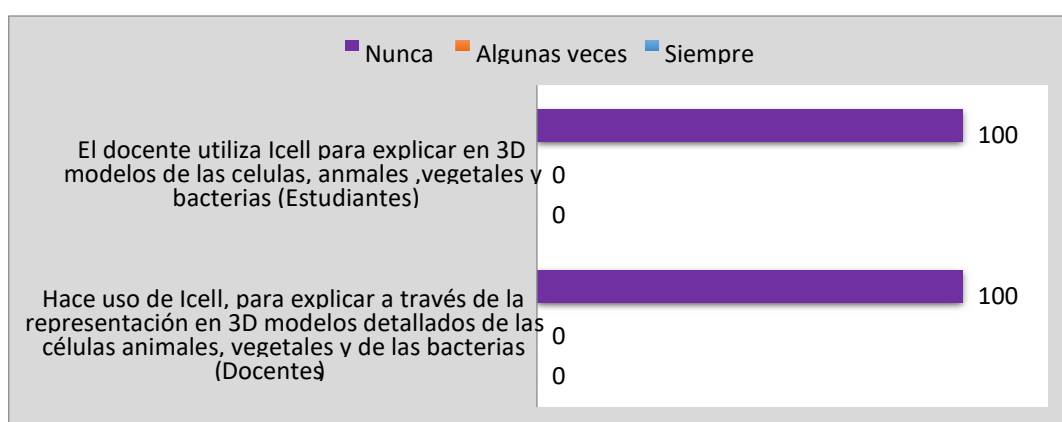 Nunca Algunas veces Siempre
El docente utiliza Icell para explicar en 3D
modelos de las celulas, anmales ,vegetales y
bacterias (Estudiantes)
100
0
0
Hace uso de Icell, para explicar a través de la
representación en 3D modelos detallados de las
células animales, vegetales y de las bacterias
(Docentes)
100
0
0